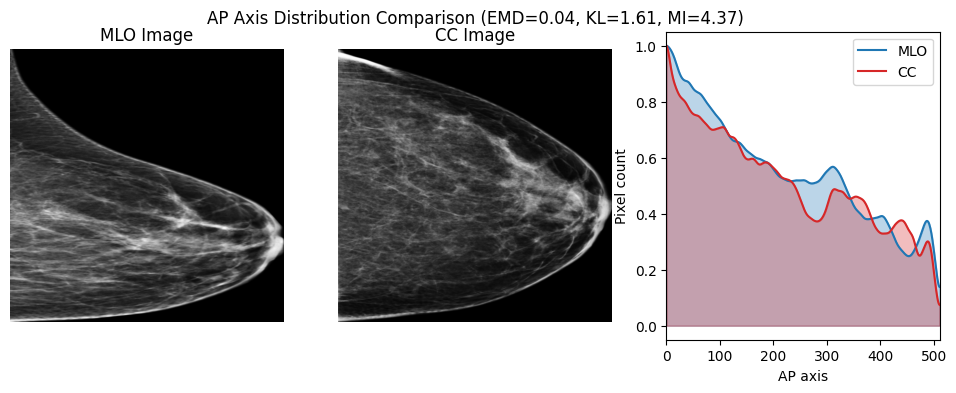 AP Axis Distribution Comparison (EMD=0.04, KL=1.61, MI=4.37)
MLO Image
CC Image
MLO
CC
Pixel count
1.0
0.8
0.6
0.4
0.2
0.0
0 100 200 300 400 500
AP axis